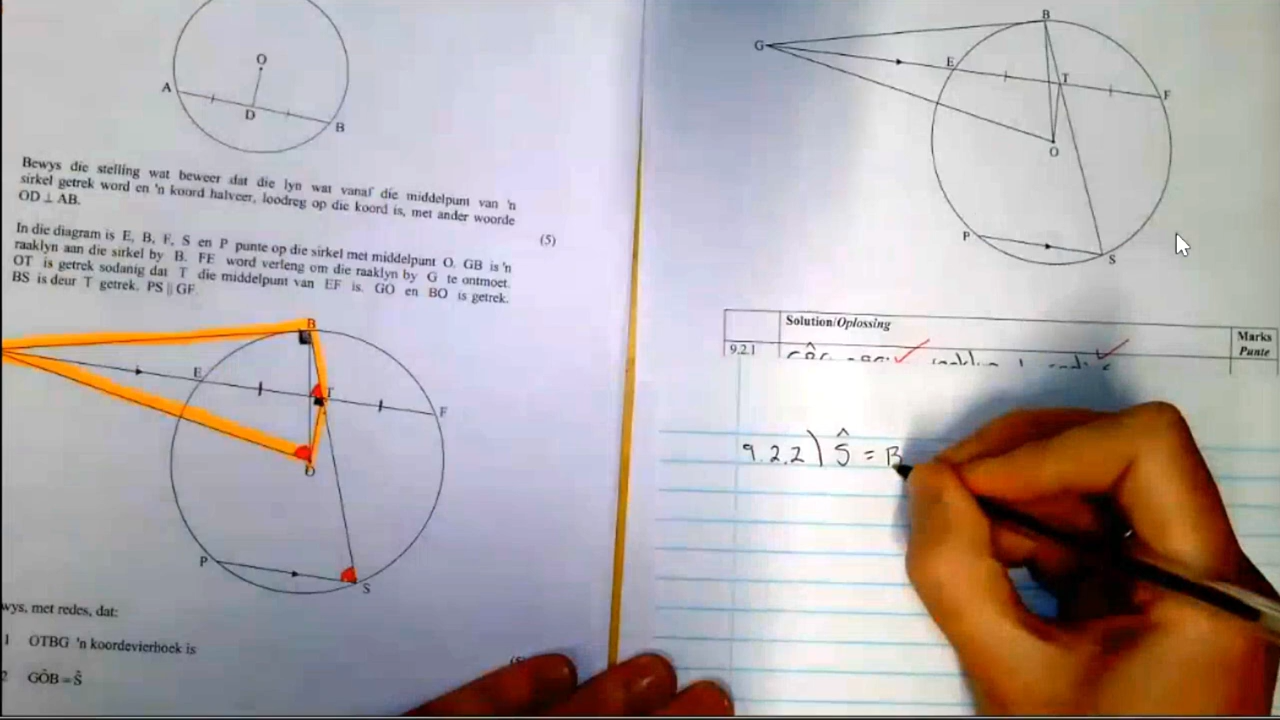 O
A
D
B
Bewys die stelling wat beweer dat die lyn wat vanaf die middelpunt van 'n
sirkel getrek word en 'n koord halveer, loodreg op die koord is, met ander woorde
OD ⊥ AB.
(5)
In die diagram is E, B, F, S en P punte op die sirkel met middelpunt O. GB is 'n
raaklyn aan die sirkel by B. FE word verleng om die raaklyn by G te ontmoet.
OT is getrek sodanig dat T die middelpunt van EF is. GO en BO is getrek.
BS is deur T getrek. PS || GF.
B
E
T
F
O
P
S
wys, met redes, dat:
1 OTBG 'n koordevierhoek is
2 GÔB = Ŝ
B
G
E
T
F
O
P
S
Solution/Oplossing
Marks
Punte
9.2.1
9.2.2) Ŝ = B